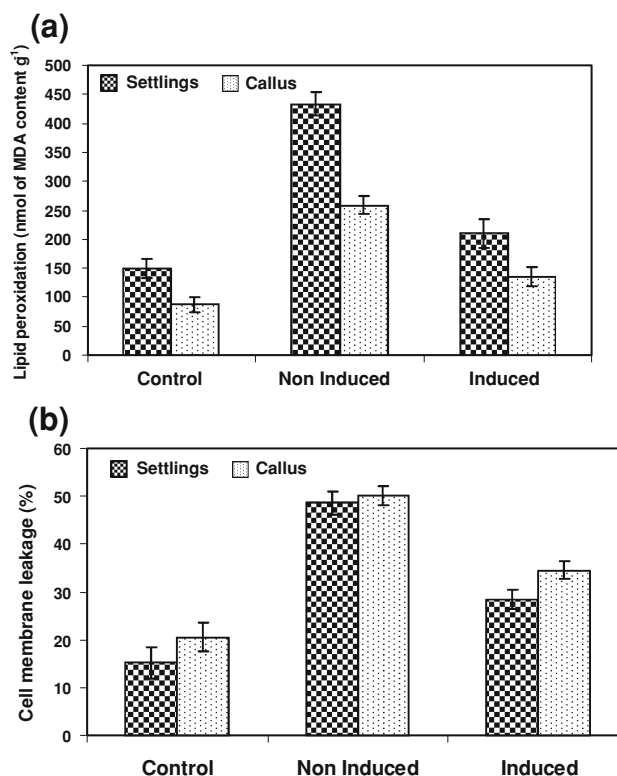 (a)
Lipid peroxidation (nmol of MDA content g-1)
500
450
400
350
300
250
200
150
100
50
0
Settlings Callus
Control Non Induced Induced
(b)
Cell membrane leakage (%)
60
50
40
30
20
10
0
Settlings Callus
Control Non Induced Induced